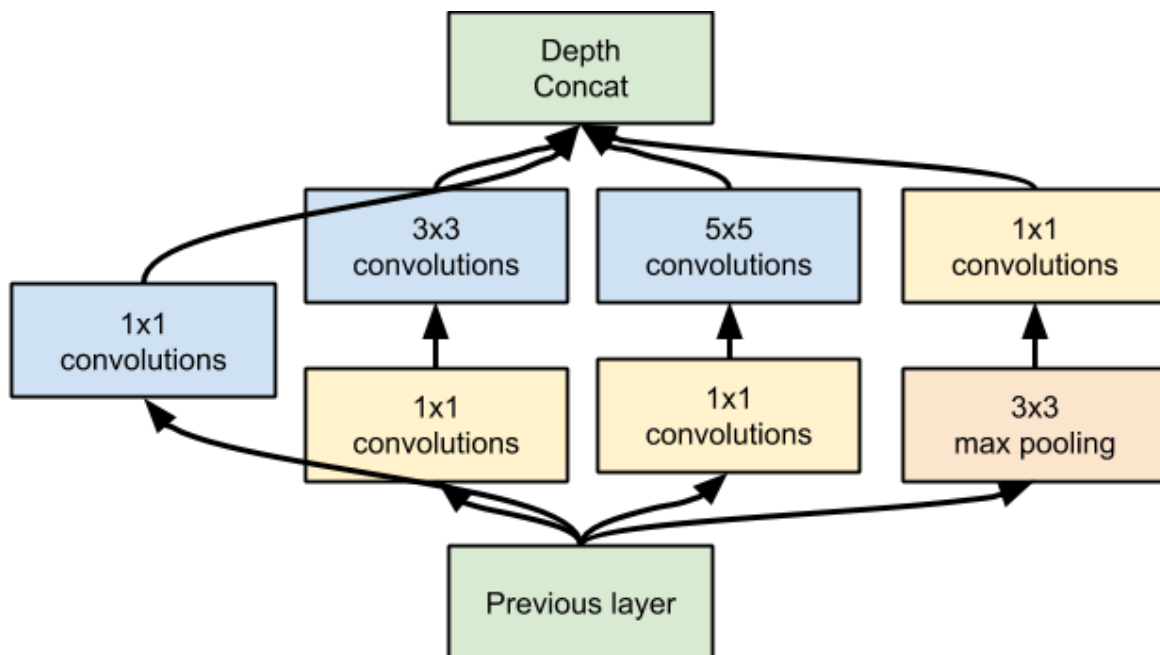 Depth
Concat
3x3
convolutions
5x5
convolutions
1x1
convolutions
1x1
convolutions
1x1
convolutions
1x1
convolutions
3x3
max pooling
Previous layer